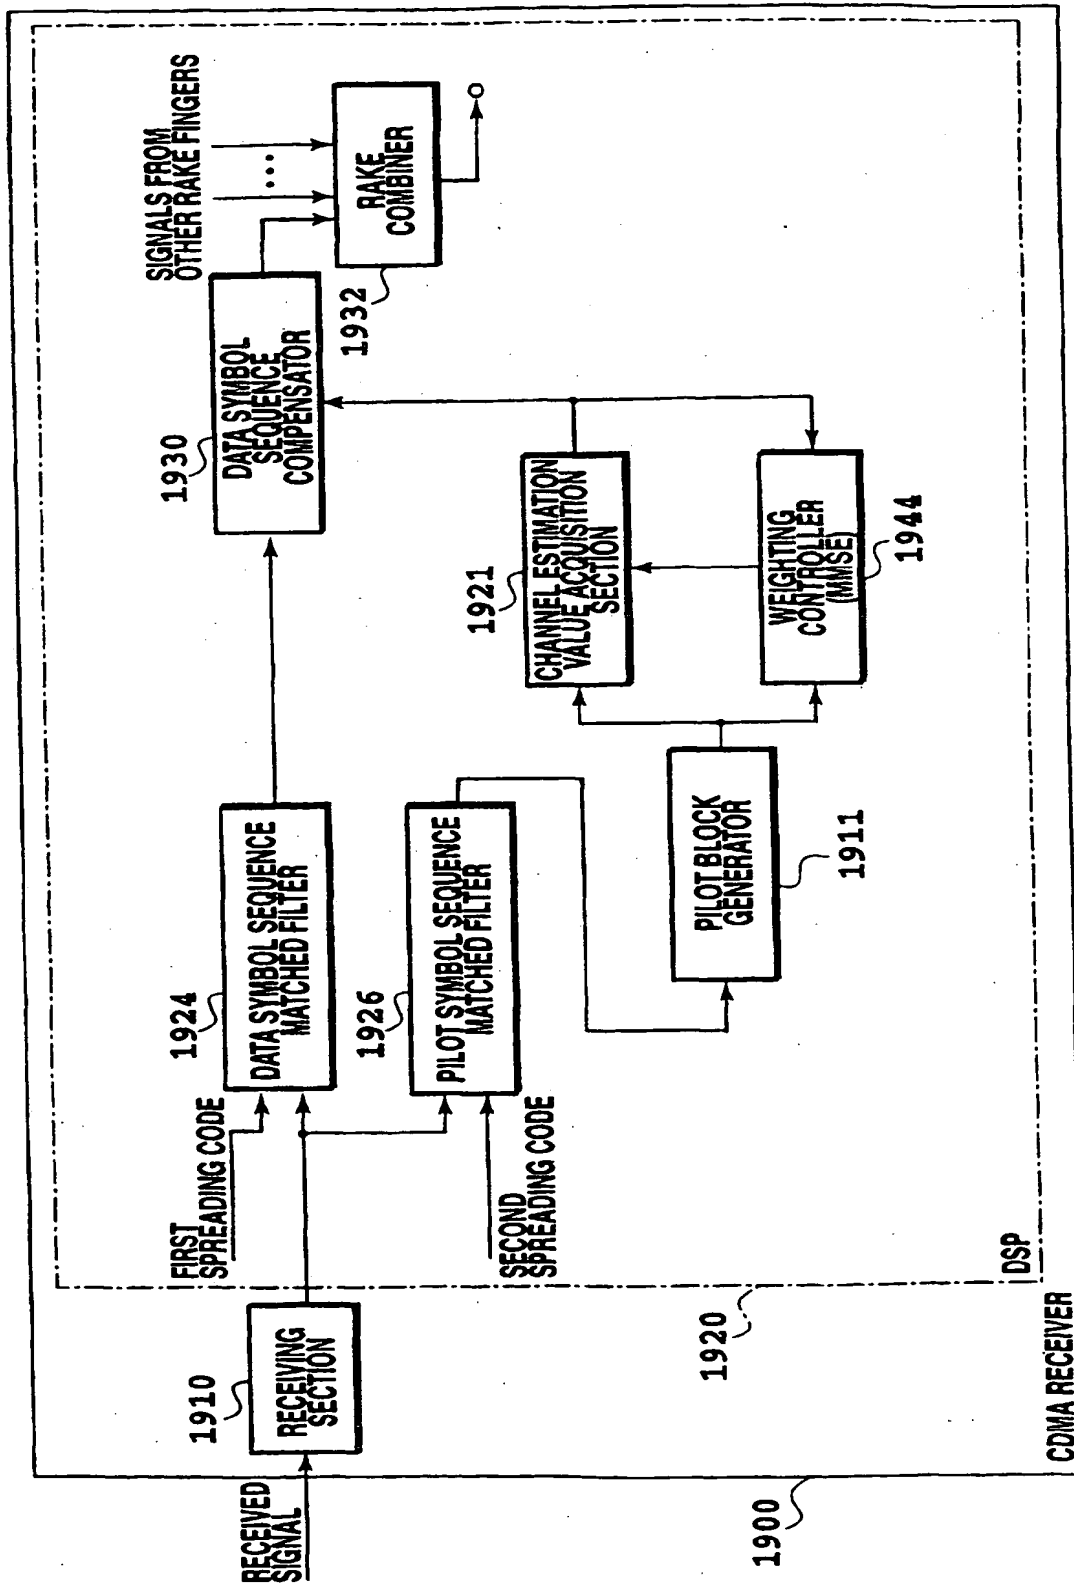 RECEIVED
SIGNAL
1910
RECEIVING
SECTION
FIRST
SPREADING CODE
SECOND
SPREADING CODE
1924
DATA SYMBOL SEQUENCE
MATCHED FILTER
1926
PILOT SYMBOL SEQUENCE
MATCHED FILTER
1911
PILOT BLOCK
GENERATOR
1930
DATA SYMBOL
SEQUENCE
COMPENSATOR
1921
CHANNEL ESTIMATION
VALUE ACQUISITION
SECTION
WEIGHTING
CONTROLLER
(MMSE)
1944
SIGNALS FROM
OTHER RAKE FINGERS
...
RAKE
COMBINER
1932
1920
DSP
1900
CDMA RECEIVER